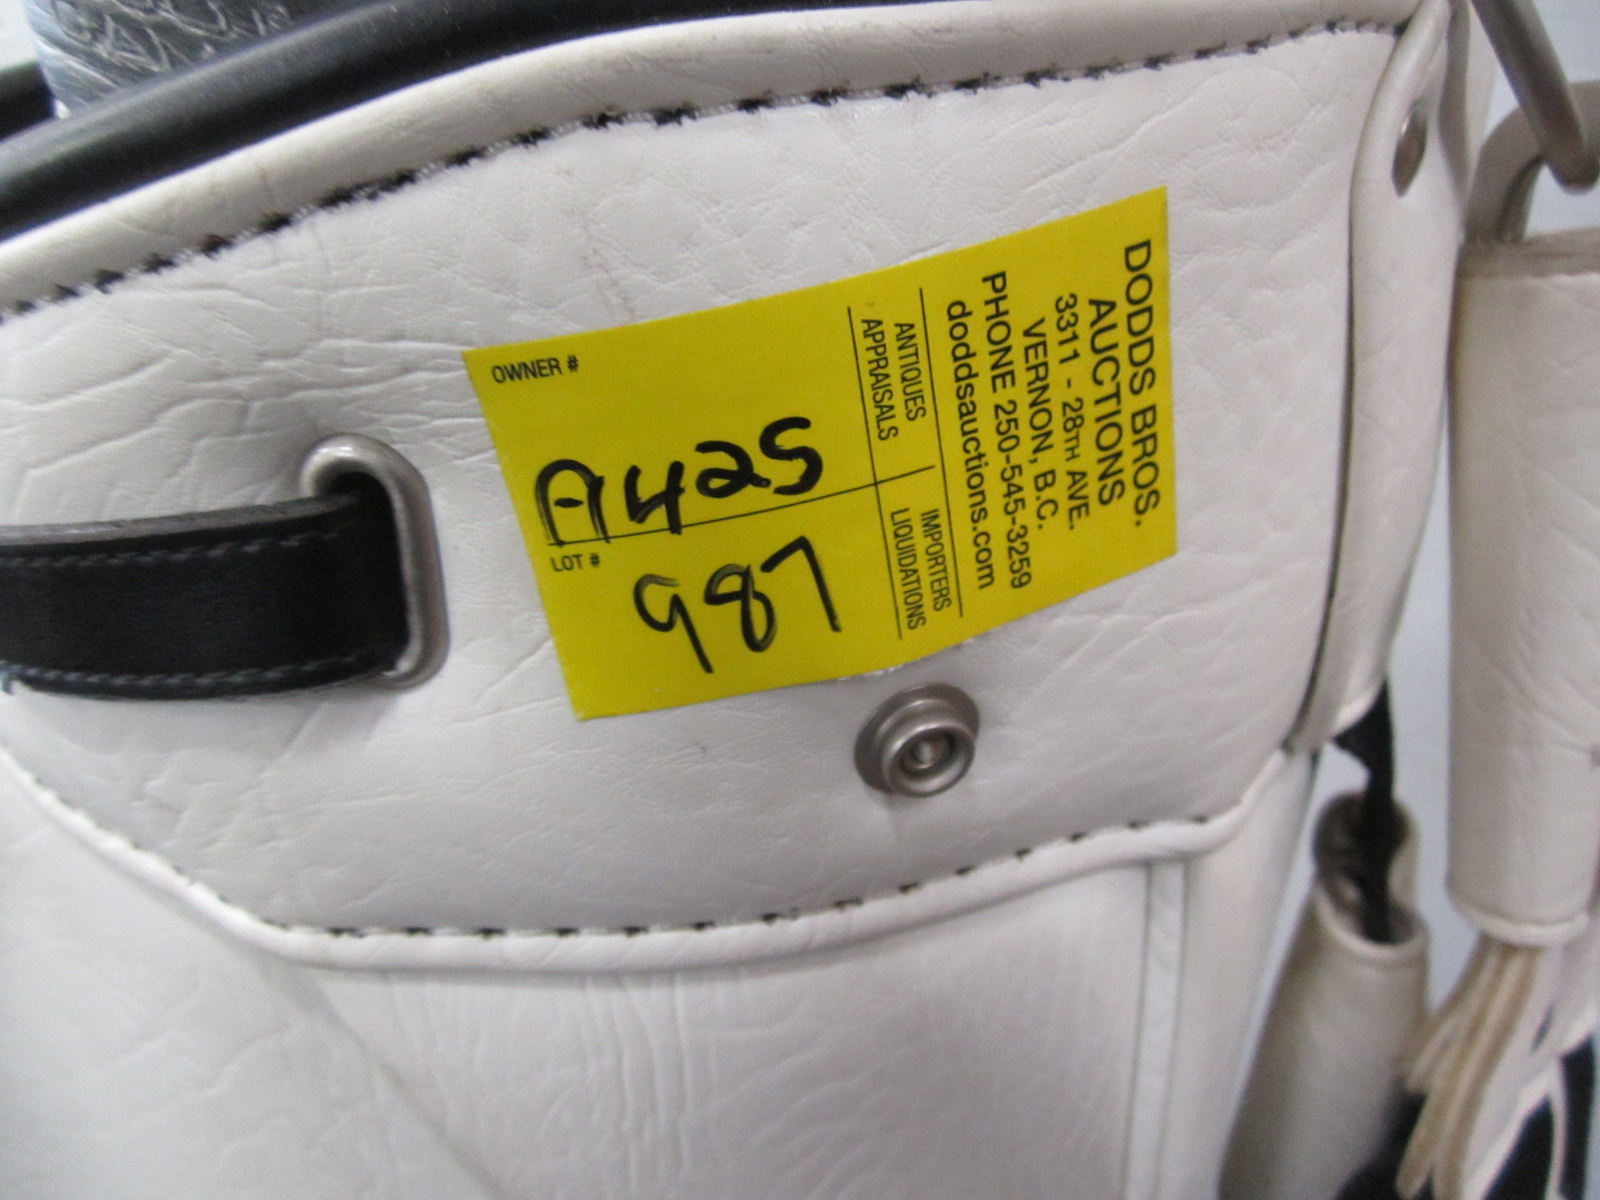 DODDS BROS.
AUCTIONS
3311 - 28TH AVE.
VERNON, B.C.
PHONE 250-545-3259
doddsauctions.com
ANTIQUES
APPRAISALS
IMPORTERS
LIQUIDATIONS
OWNER #
A425
LOT #
987